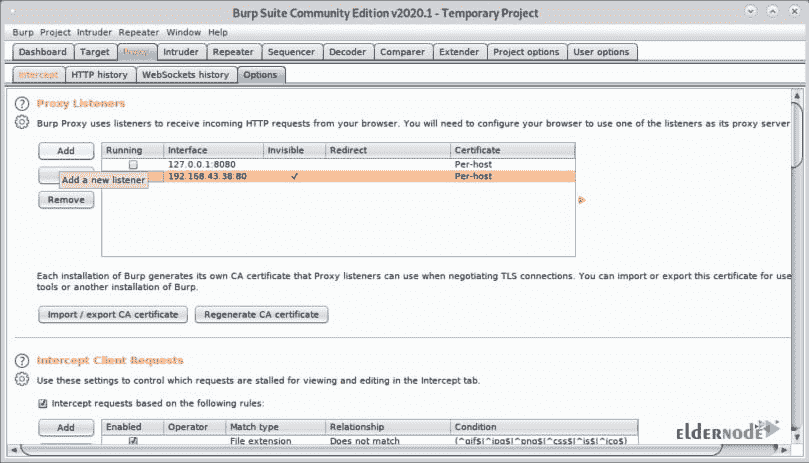 Burp Suite Community Edition v2020.1 - Temporary Project
Burp Project Intruder Repeater Window Help
Dashboard Target Proxy Intruder Repeater Sequencer Decoder Comparer Extender Project options User options
Intercept HTTP history WebSockets history Options
? Proxy Listeners
Burp Proxy uses listeners to receive incoming HTTP requests from your browser. You will need to configure your browser to use one of the listeners as its proxy server
Add Running Interface Invisible Redirect Certificate
127.0.0.1:8080 Per-host
Add a new listener 192.168.43.38:80 ✓ Per-host
Remove
Each installation of Burp generates its own CA certificate that Proxy listeners can use when negotiating TLS connections. You can import or export this certificate for use
tools or another installation of Burp.
Import / export CA certificate Regenerate CA certificate
? Intercept Client Requests
Use these settings to control which requests are stalled for viewing and editing in the Intercept tab.
Intercept requests based on the following rules:
Add Enabled Operator Match type Relationship Condition
File extension Does not match (^gif$|^jpg$|^png$|^css$|^js$|^ico$)
ELDERNODE